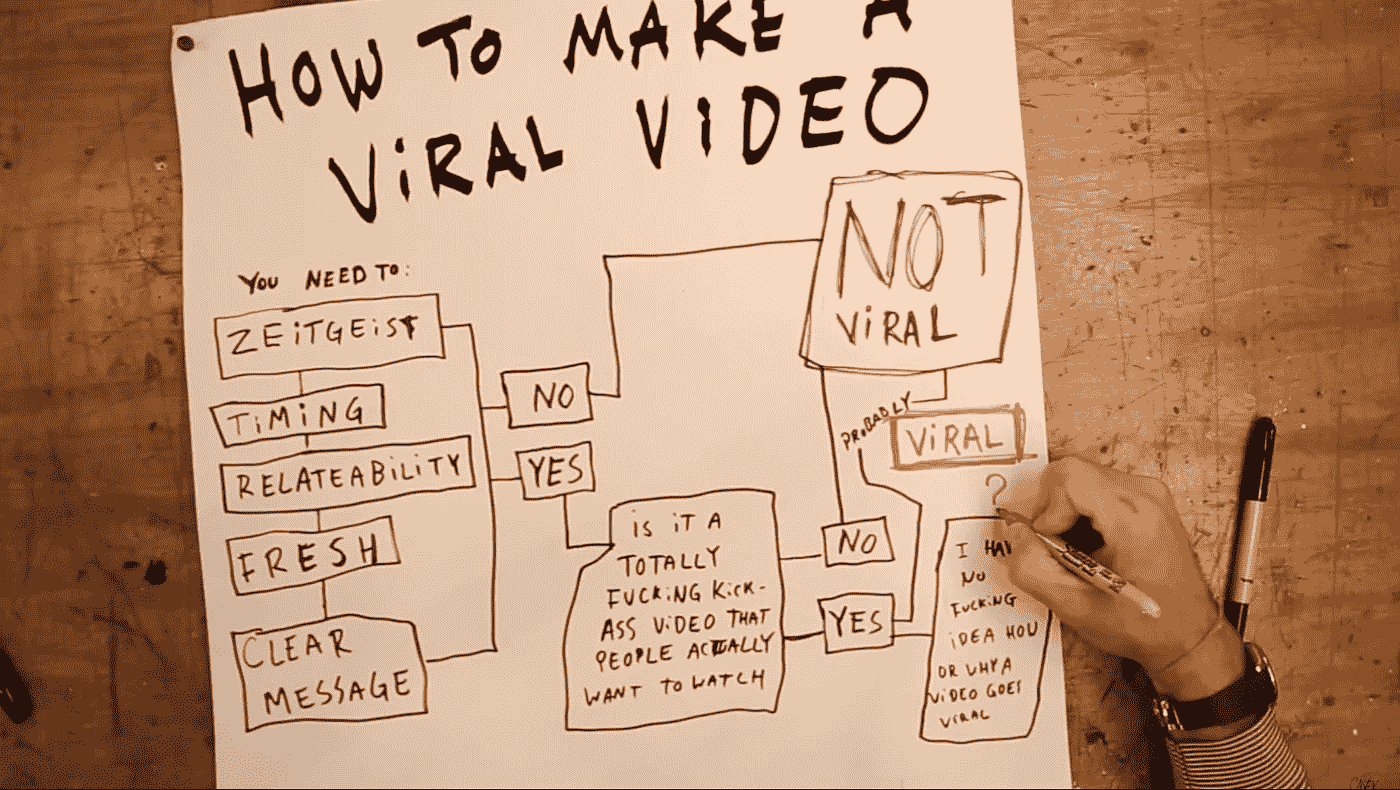 HOW TO MAKE A
ViRAL ViDEO
YOU NEED TO:
ZEiTGEiST
TiMiNG
RELATEABiLiTY
FRESH
CLEAR
MESSAGE
NO
YES
iS iT A
TOTALLY
FUCKiNG KiCK-
ASS ViDEO THAT
PEOPLE ACTUALLY
WANT TO WATCH
NOT
ViRAL
PROBABLY
ViRAL
?
NO
YES
I HAV
NO
FUCKiNG
iDEA HOW
OR WHY A
ViDEO GOES
ViRAL